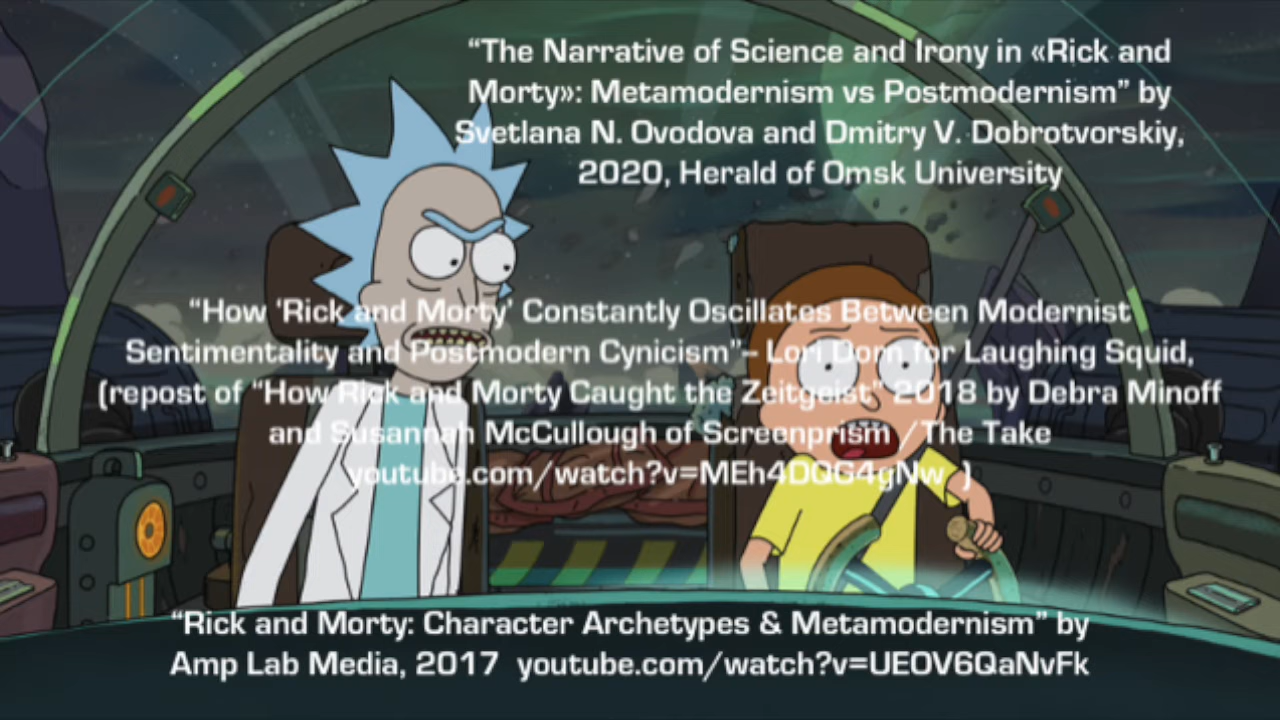 “The Narrative of Science and Irony in «Rick and
Morty»: Metamodernism vs Postmodernism” by
Svetlana N. Ovodova and Dmitry V. Dobrotvorskiy,
2020, Herald of Omsk University
“How ‘Rick and Morty’ Constantly Oscillates Between Modernist
Sentimentality and Postmodern Cynicism”– Lori Dorn for Laughing Squid,
(repost of “How Rick and Morty Caught the Zeitgeist” 2018 by Debra Minoff
and Susannah McCullough of Screenprism /The Take
youtube.com/watch?v=MEh4DQG4gNw )
“Rick and Morty: Character Archetypes & Metamodernism” by
Amp Lab Media, 2017 youtube.com/watch?v=UEOV6QaNvFk